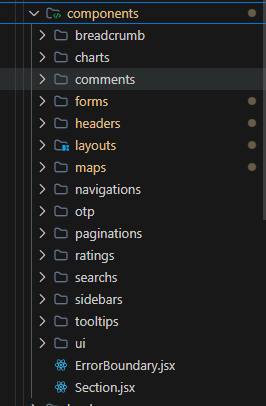 components
breadcrumb
charts
comments
forms
headers
layouts
maps
navigations
otp
paginations
ratings
searchs
sidebars
tooltips
ui
ErrorBoundary.jsx
Section.jsx